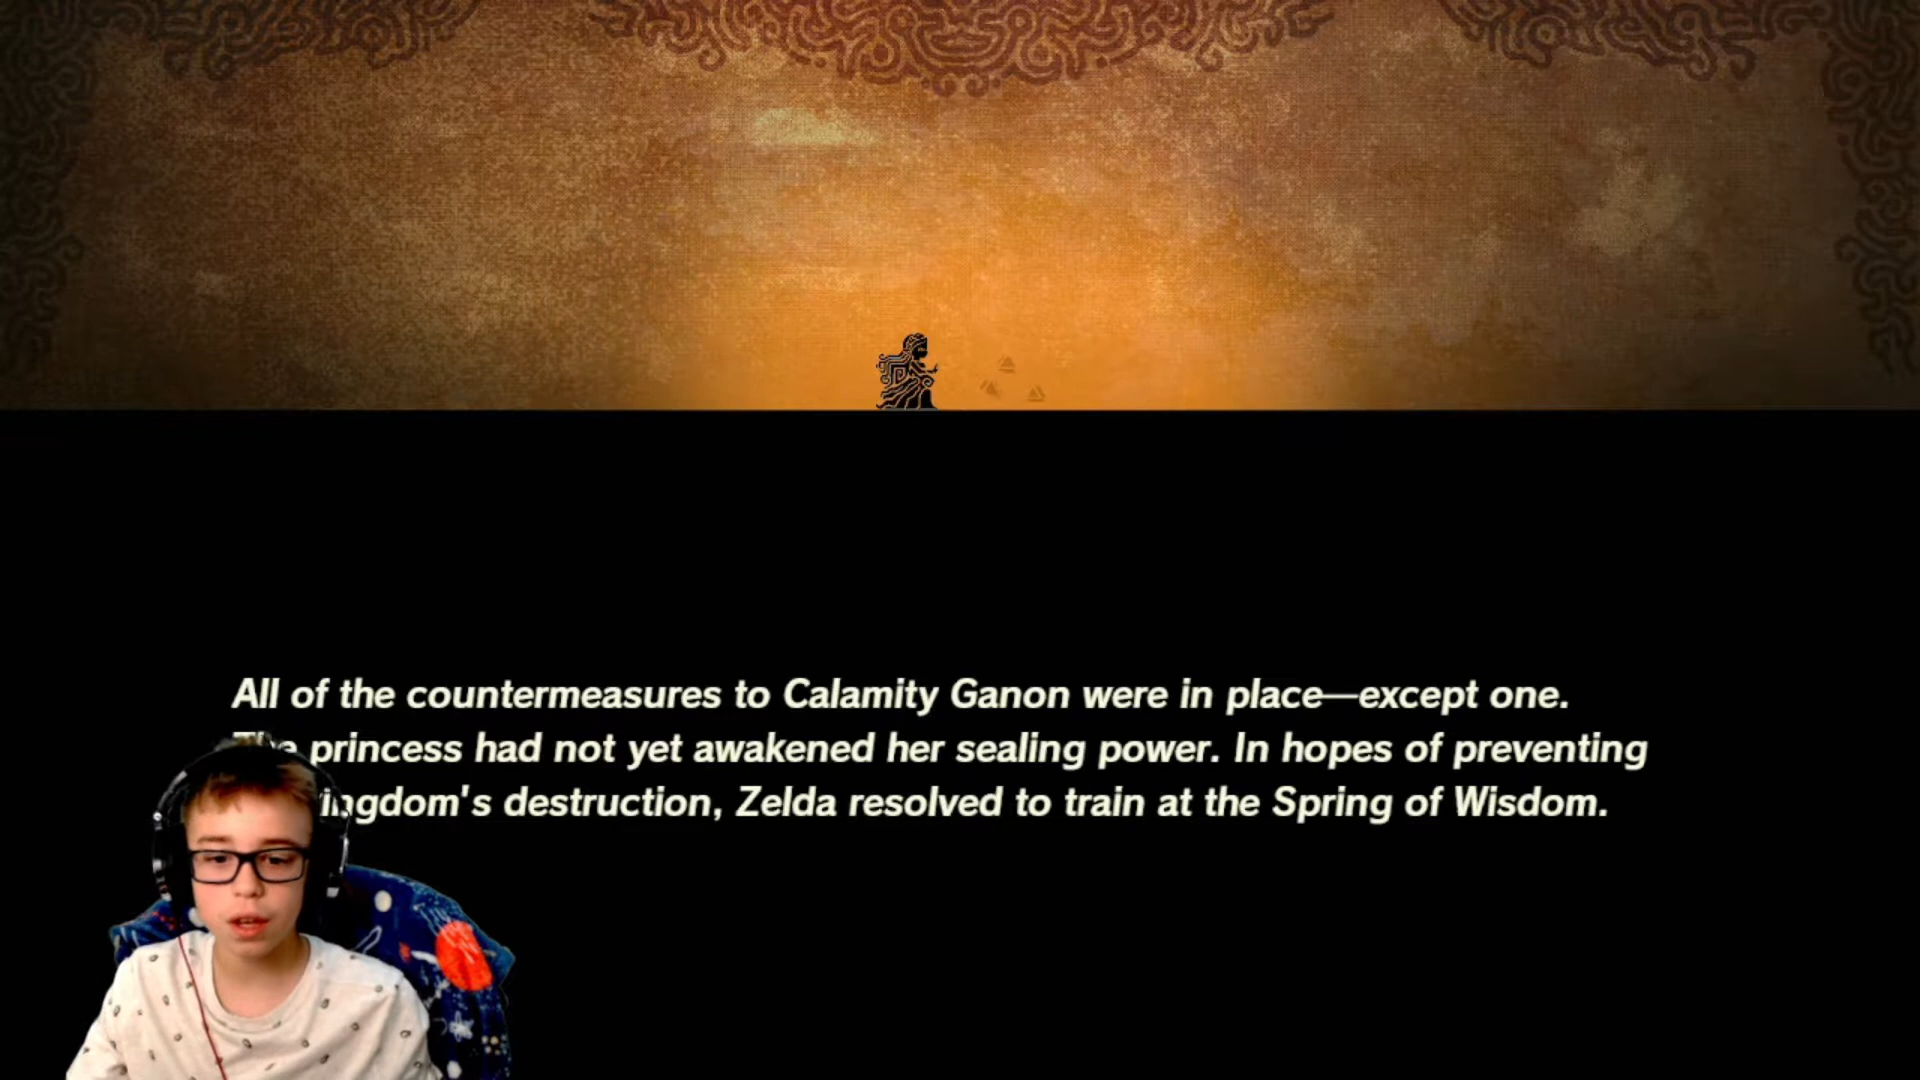 All of the countermeasures to Calamity Ganon were in place—except one.
The princess had not yet awakened her sealing power. In hopes of preventing
ingdom's destruction, Zelda resolved to train at the Spring of Wisdom.